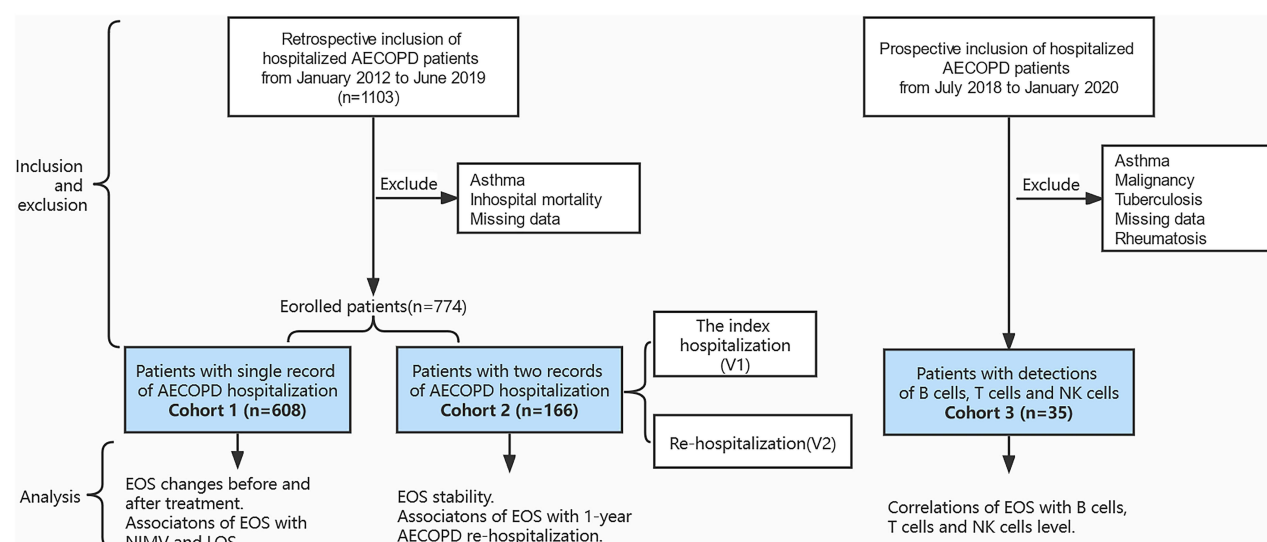 Retrospective inclusion of
hospitalized AECOPD patients
from January 2012 to June 2019
(n=1103)
Prospective inclusion of hospitalized
AECOPD patients
from July 2018 to January 2020
Inclusion
and
exclusion
Exclude
Asthma
Inhospital mortality
Missing data
Exclude
Asthma
Malignancy
Tuberculosis
Missing data
Rheumatosis
Eorolled patients(n=774)
The index
hospitalization
(V1)
Patients with single record
of AECOPD hospitalization
Cohort 1 (n=608)
Patients with two records
of AECOPD hospitalization
Cohort 2 (n=166)
Re-hospitalization(V2)
Patients with detections
of B cells, T cells and NK cells
Cohort 3 (n=35)
Analysis
EOS changes before and
after treatment.
Associatons of EOS with
NIMV and LOS
EOS stability.
Associatons of EOS with 1-year
AECOPD re-hospitalization.
Correlations of EOS with B cells,
T cells and NK cells level.